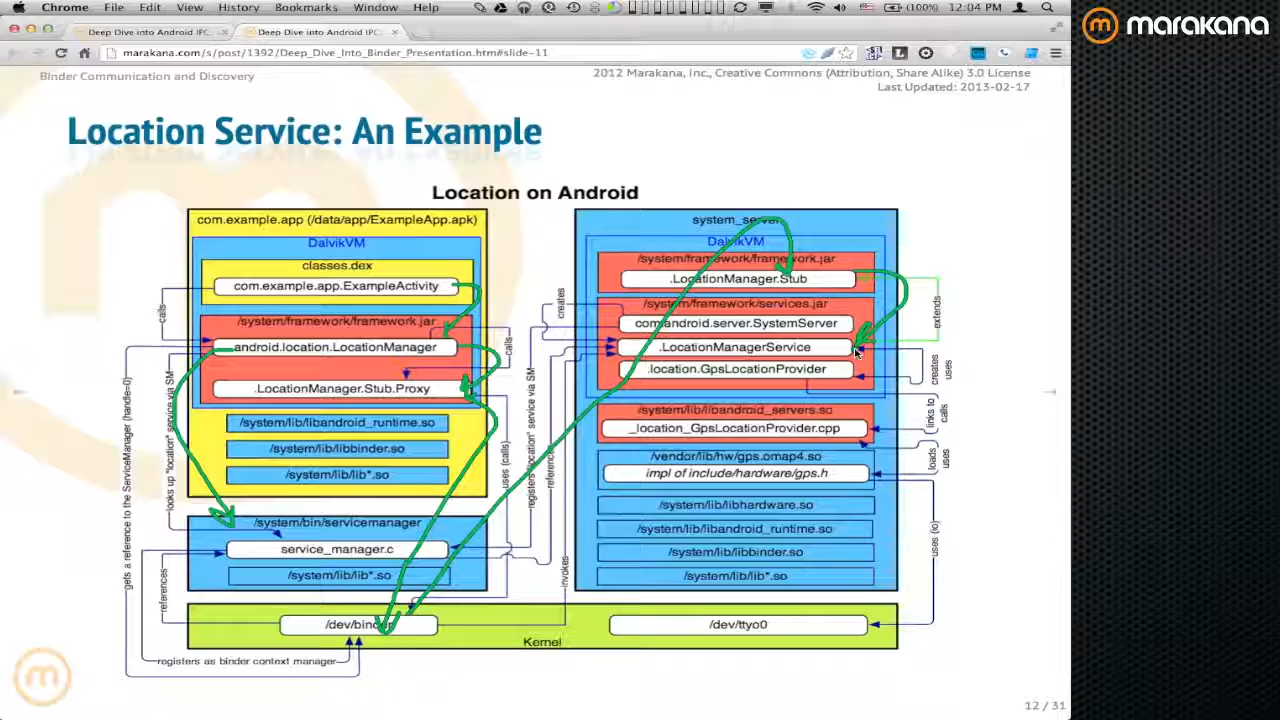 Chrome File Edit View History Bookmarks Window Help (100%) 12:04 PM
Deep Dive into Android IPC × Deep Dive into Android IPC ×
marakana.com/s/post/1392/Deep_Dive_Into_Binder_Presentation.htm#slide-11
marakana
Binder Communication and Discovery
2012 Marakana, Inc., Creative Commons (Attribution, Share Alike) 3.0 License
Last Updated: 2013-02-17
Location Service: An Example
Location on Android
com.example.app (/data/app/ExampleApp.apk)
DalvikVM
classes.dex
com.example.app.ExampleActivity
/system/framework/framework.jar
android.location.LocationManager
.LocationManager.Stub.Proxy
/system/lib/libandroid_runtime.so
/system/lib/libbinder.so
/system/lib/lib*.so
/system/bin/servicemanager
service_manager.c
/system/lib/lib*.so
system_server
DalvikVM
/system/framework/framework.jar
.LocationManager.Stub
/system/framework/services.jar
com.android.server.SystemServer
.LocationManagerService
.location.GpsLocationProvider
/system/lib/libandroid_servers.so
_location_GpsLocationProvider.cpp
/vendor/lib/hw/gps.omap4.so
impl of include/hardware/gps.h
/system/lib/libhardware.so
/system/lib/libandroid_runtime.so
/system/lib/libbinder.so
/system/lib/lib*.so
/dev/binder
/dev/ttyo0
Kernel
calls
gets a reference to the ServiceManager (handle=0)
looks up "location" service via SM
references
registers as binder context manager
calls
uses (calls)
creates
registers "location" service via SM
references
invokes
extends
creates
uses
links to
calls
loads
uses
uses (io)
12 / 31